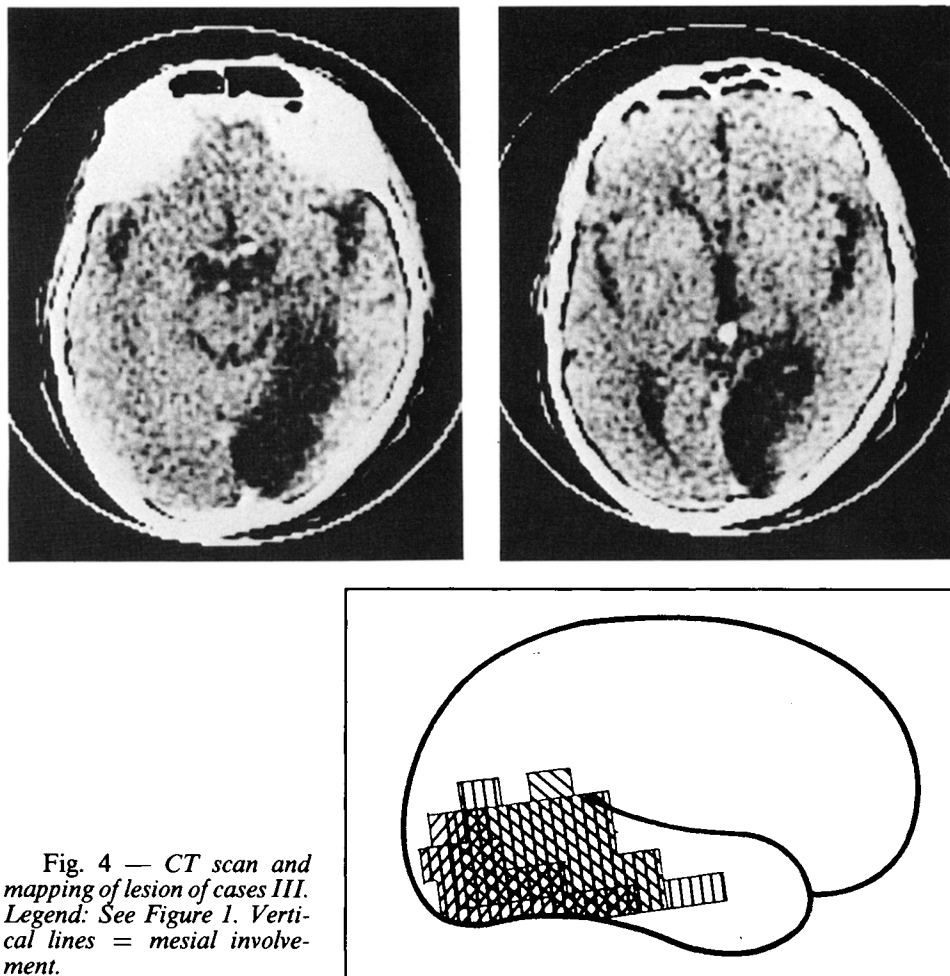 Fig. 4 — CT scan and
mapping of lesion of cases III.
Legend: See Figure 1. Verti-
cal lines = mesial involve-
ment.